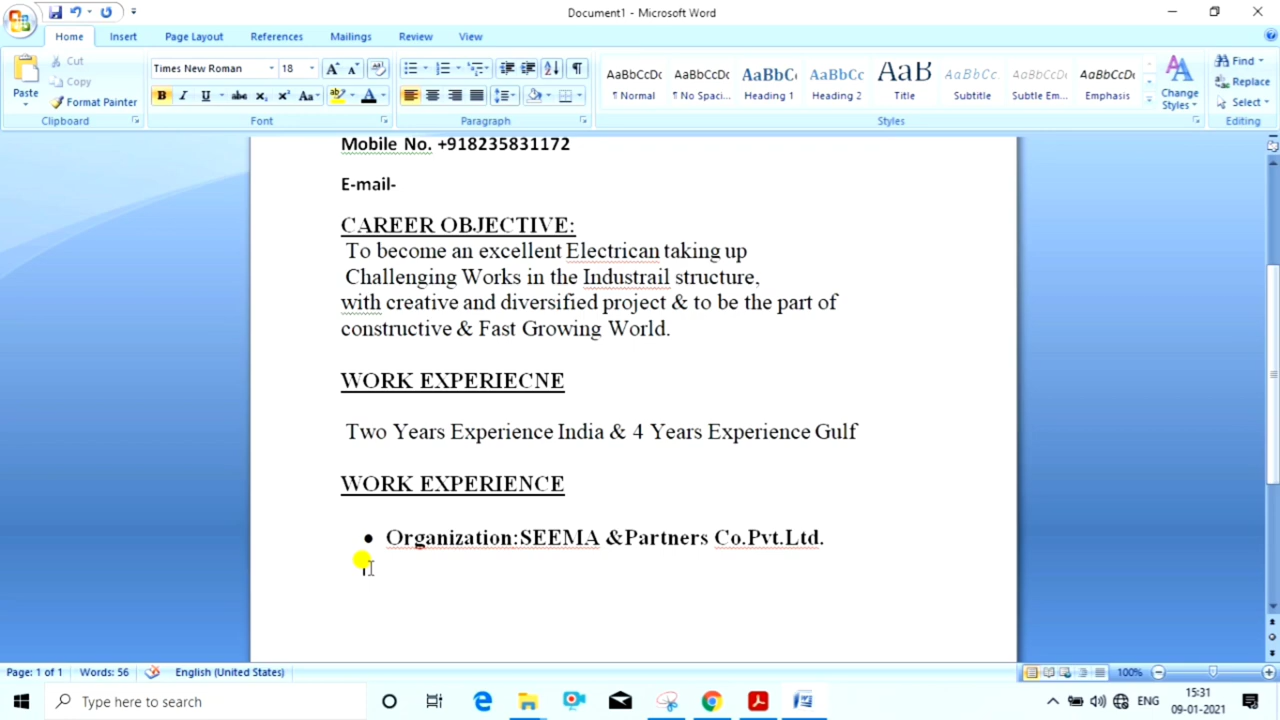 Document1 - Microsoft Word
Home Insert Page Layout References Mailings Review View
Paste Cut Copy Format Painter
Times New Roman 18
AaBbCcDc AaBbCcDc AaBbC AaBbCc AaB AaBbCc. AaBbCcDc AaBbCcDc
¶ Normal ¶ No Spaci... Heading 1 Heading 2 Title Subtitle Subtle Em... Emphasis
Change Styles
Find Replace Select
Clipboard Font Paragraph Styles Editing
Mobile No. +918235831172
E-mail-
CAREER OBJECTIVE:
To become an excellent Electrican taking up
Challenging Works in the Industrail structure,
with creative and diversified project & to be the part of
constructive & Fast Growing World.
WORK EXPERIECNE
Two Years Experience India & 4 Years Experience Gulf
WORK EXPERIENCE
• Organization:SEEMA &Partners Co.Pvt.Ltd.
Page: 1 of 1 Words: 56 English (United States) 100%
Type here to search
ENG
15:31
09-01-2021